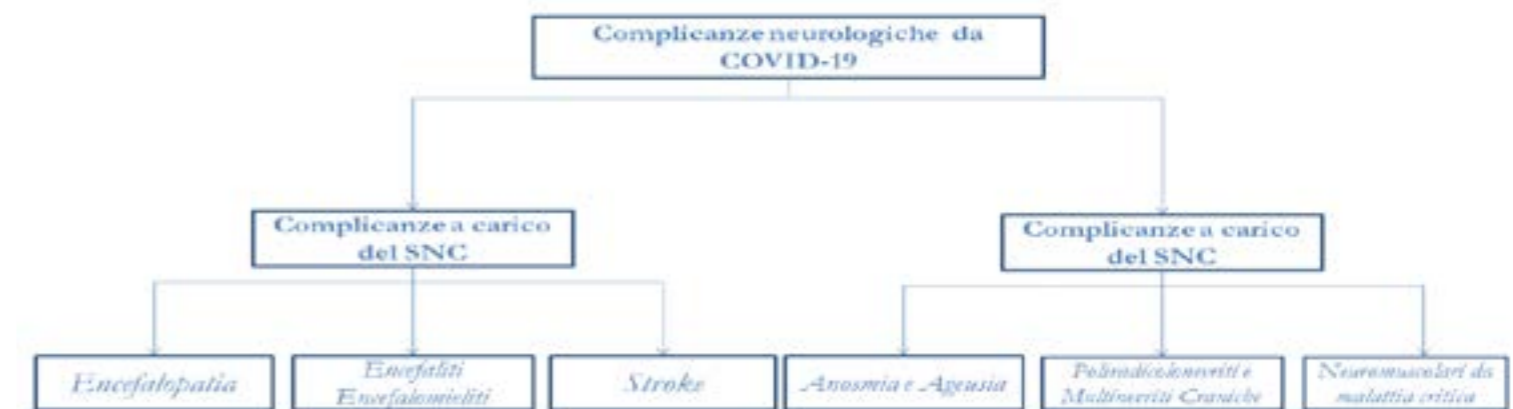 Complicanze neurologiche da
COVID-19
Complicanze a carico
del SNC
Complicanze a carico
del SNC
Encefalopatia
Encefaliti
Encefalomieliti
Stroke
Anosmia e Ageusia
Poliradicoloneuriti e
Multineuriti Craniche
Neuromuscolari da
malattia critica